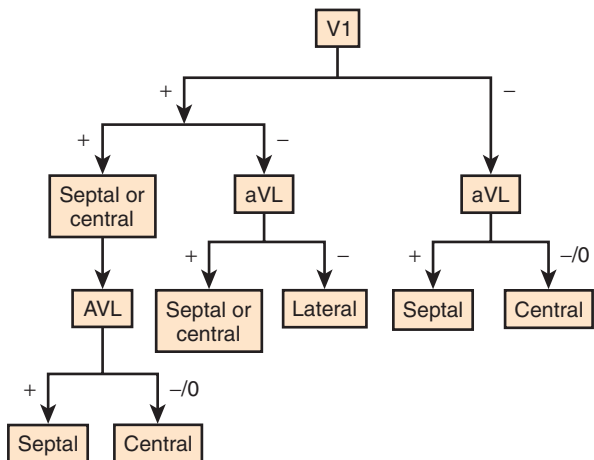 V1
+
−
+
−
Septal or
central
aVL
aVL
+
−
+
−/0
AVL
Septal or
central
Lateral
Septal
Central
+
−/0
Septal
Central